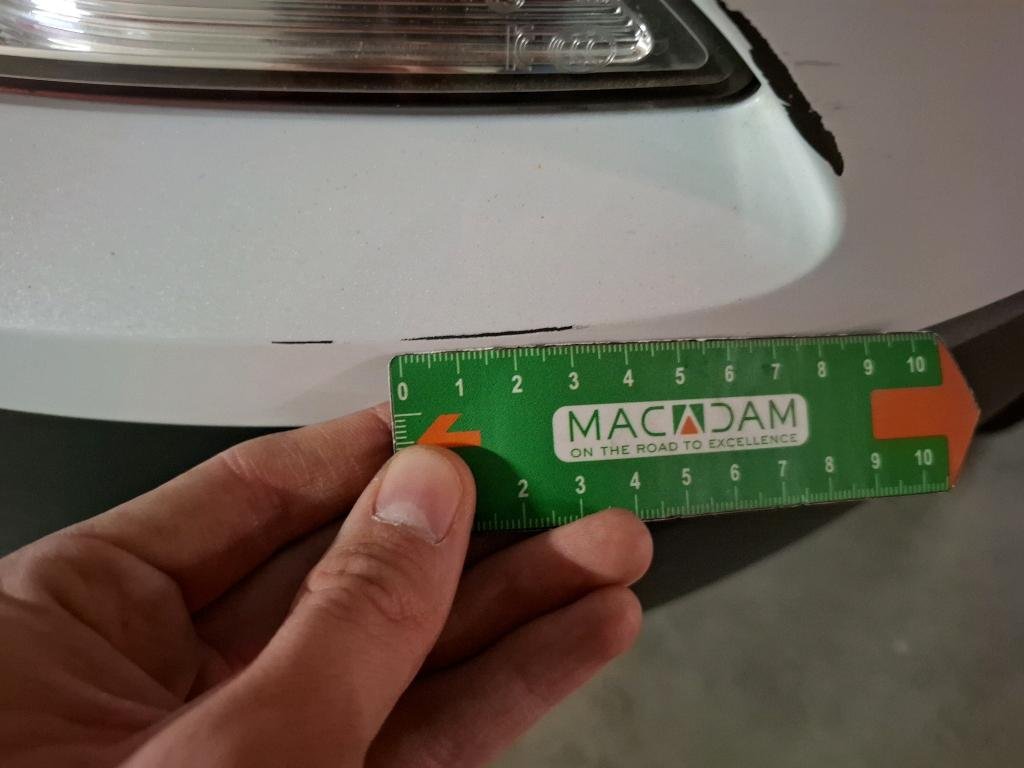 0 1 2 3 4 5 6 7 8 9 10
MACADAM
ON THE ROAD TO EXCELLENCE
2 3 4 5 6 7 8 9 10